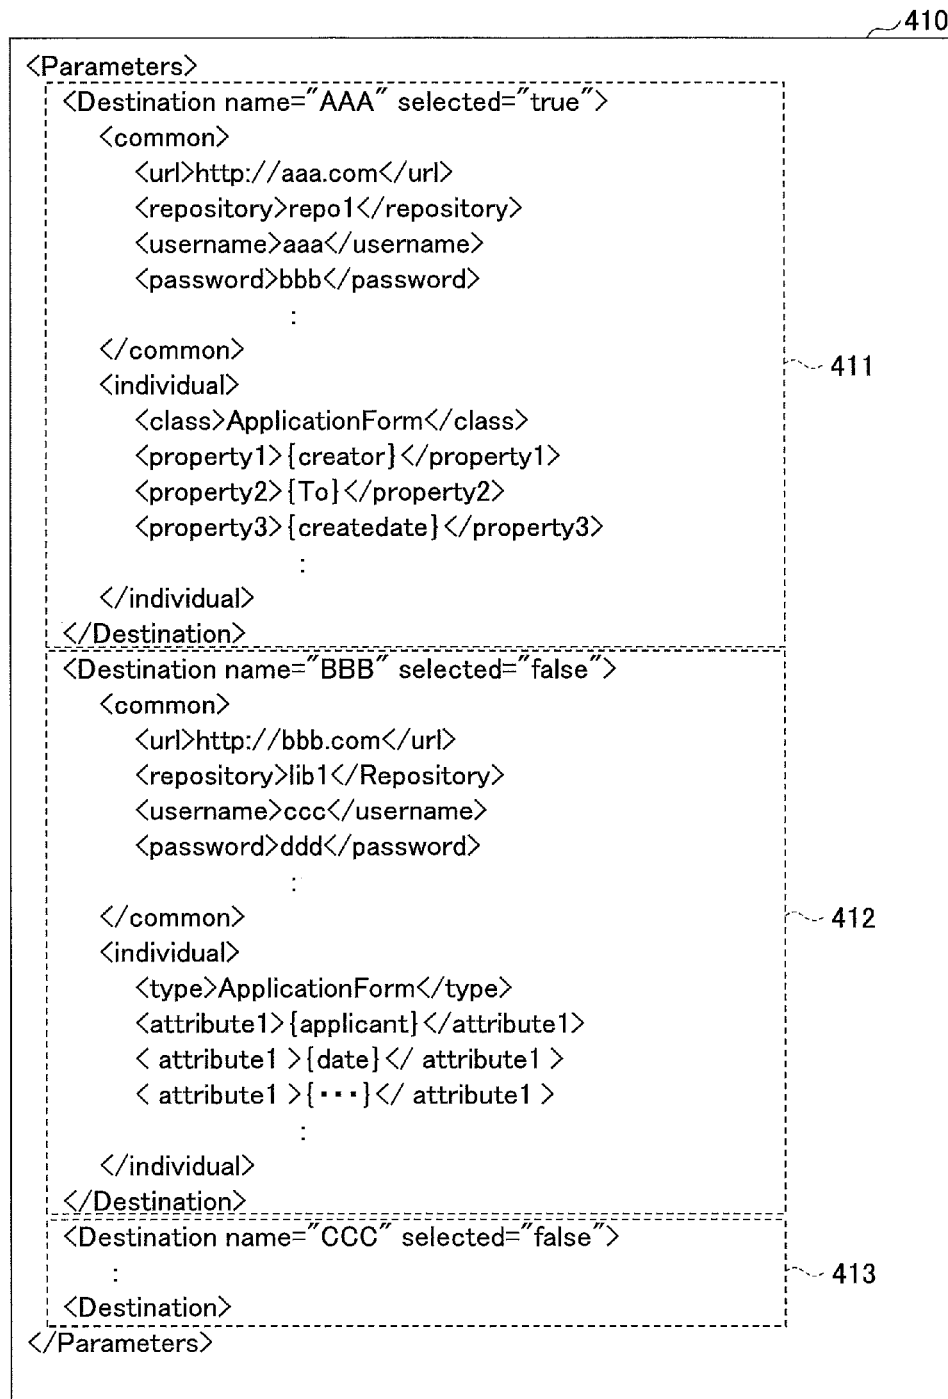 410
<Parameters>
<Destination name="AAA" selected="true">
<common>
<url>http://aaa.com</url>
<repository>repo1</repository>
<username>aaa</username>
<password>bbb</password>
:
</common>
<individual>
<class>ApplicationForm</class>
<property1>{creator}</property1>
<property2>{To}</property2>
<property3>{createdate}</property3>
:
</individual>
</Destination>
411
<Destination name="BBB" selected="false">
<common>
<url>http://bbb.com</url>
<repository>lib1</Repository>
<username>ccc</username>
<password>ddd</password>
:
</common>
<individual>
<type>ApplicationForm</type>
<attribute1>{applicant}</attribute1>
< attribute1 >{date}</ attribute1 >
< attribute1 >{･･･}</ attribute1 >
:
</individual>
</Destination>
412
<Destination name="CCC" selected="false">
:
<Destination>
413
</Parameters>